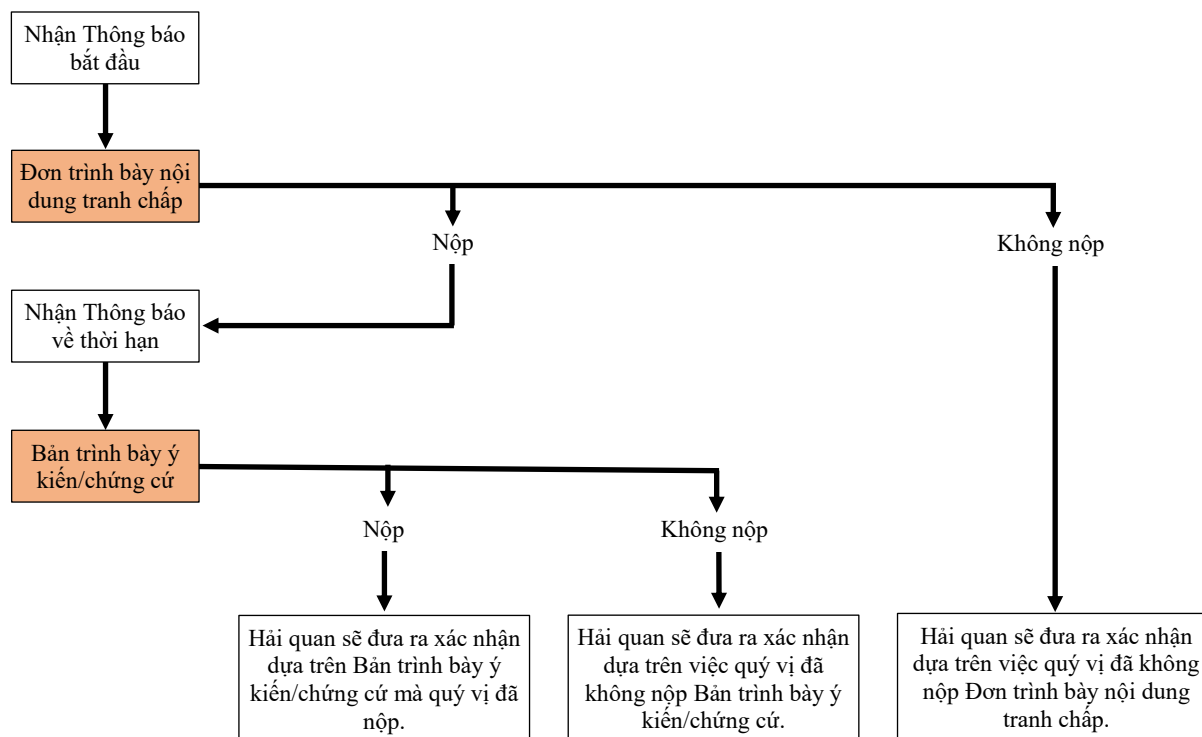 Nhận Thông báo
bắt đầu
Đơn trình bày nội
dung tranh chấp
Nộp
Không nộp
Nhận Thông báo
về thời hạn
Bản trình bày ý
kiến/chứng cứ
Nộp
Không nộp
Hải quan sẽ đưa ra xác nhận
dựa trên Bản trình bày ý
kiến/chứng cứ mà quý vị đã
nộp.
Hải quan sẽ đưa ra xác nhận
dựa trên việc quý vị đã
không nộp Bản trình bày ý
kiến/chứng cứ.
Hải quan sẽ đưa ra xác nhận
dựa trên việc quý vị đã không
nộp Đơn trình bày nội dung
tranh chấp.